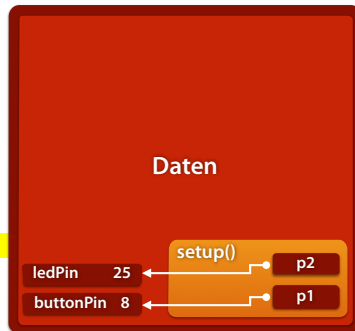 Daten
setup()
p2
ledPin 25
p1
buttonPin 8